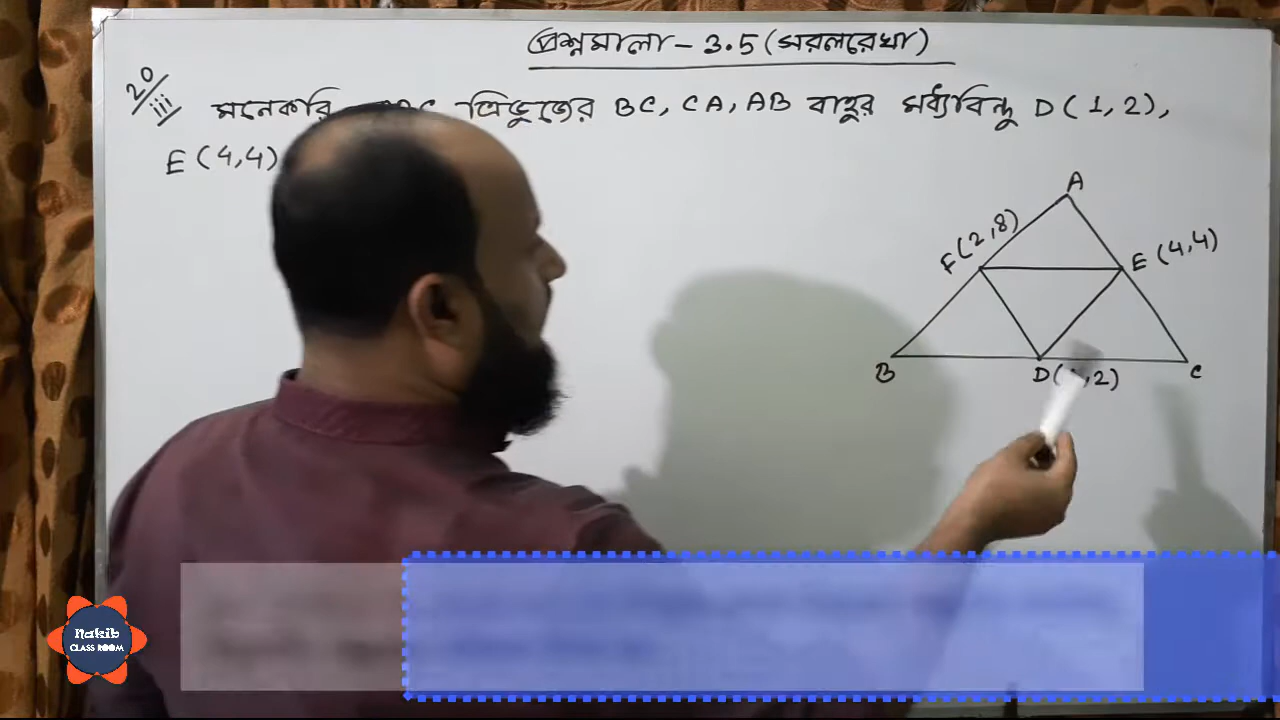 প্রশ্নমালা - 3.5 (সরলরেখা)
20/iii
মনেকরি ত্রিভুজের BC, CA, AB বাহুর মধ্যবিন্দু D(1,2),
E(4,4)
A
F(2,8)
E(4,4)
B
D(1,2)
C
Nakib
CLASS ROOM